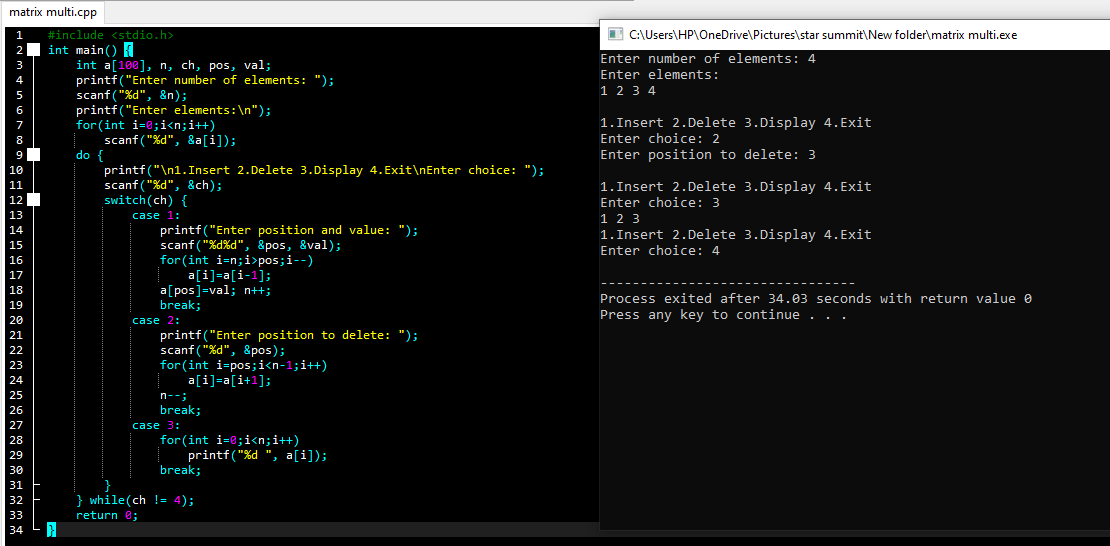 matrix multi.cpp
1 #include <stdio.h>
2 int main() {
3 int a[100], n, ch, pos, val;
4 printf("Enter number of elements: ");
5 scanf("%d", &n);
6 printf("Enter elements:\n");
7 for(int i=0;i<n;i++)
8 scanf("%d", &a[i]);
9 do {
10 printf("\n1.Insert 2.Delete 3.Display 4.Exit\nEnter choice: ");
11 scanf("%d", &ch);
12 switch(ch) {
13 case 1:
14 printf("Enter position and value: ");
15 scanf("%d%d", &pos, &val);
16 for(int i=n;i>pos;i--)
17 a[i]=a[i-1];
18 a[pos]=val; n++;
19 break;
20 case 2:
21 printf("Enter position to delete: ");
22 scanf("%d", &pos);
23 for(int i=pos;i<n-1;i++)
24 a[i]=a[i+1];
25 n--;
26 break;
27 case 3:
28 for(int i=0;i<n;i++)
29 printf("%d ", a[i]);
30 break;
31 }
32 } while(ch != 4);
33 return 0;
34 }
C:\Users\HP\OneDrive\Pictures\star summit\New folder\matrix multi.exe
Enter number of elements: 4
Enter elements:
1 2 3 4
1.Insert 2.Delete 3.Display 4.Exit
Enter choice: 2
Enter position to delete: 3
1.Insert 2.Delete 3.Display 4.Exit
Enter choice: 3
1 2 3
1.Insert 2.Delete 3.Display 4.Exit
Enter choice: 4
--------------------------------
Process exited after 34.03 seconds with return value 0
Press any key to continue . . .